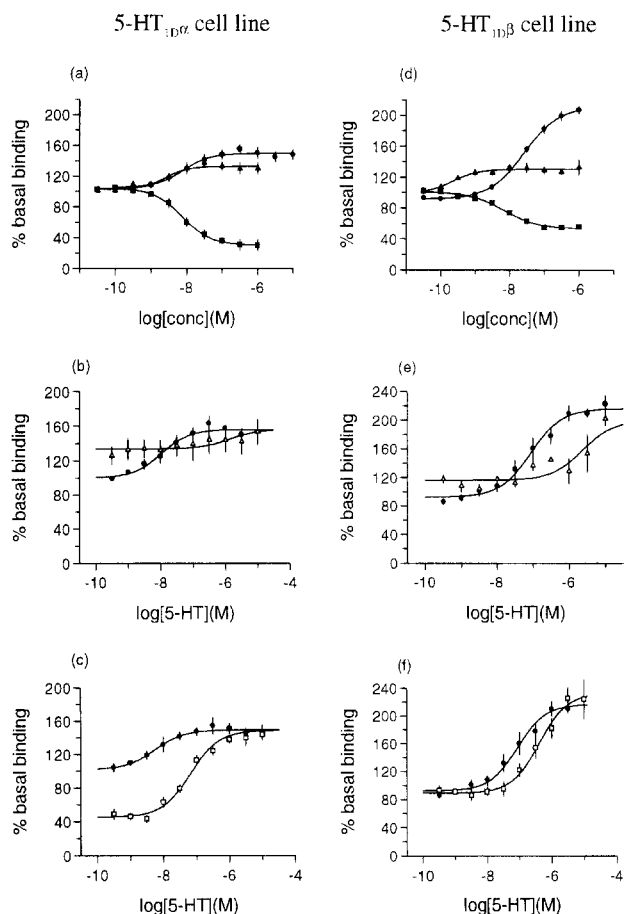 5-HT1Dα cell line
5-HT1Dβ cell line
(a)
% basal binding
200
160
120
80
40
0
-10
-8
-6
log[conc](M)
(d)
% basal binding
200
160
120
80
40
0
-10
-8
-6
log[conc](M)
(b)
% basal binding
200
160
120
80
40
0
-10
-8
-6
-4
log[5-HT](M)
(e)
% basal binding
240
200
160
120
80
40
0
-10
-8
-6
log[5-HT](M)
(c)
% basal binding
200
160
120
80
40
0
-10
-8
-6
-4
log[5-HT](M)
(f)
% basal binding
240
200
160
120
80
40
0
-10
-8
-6
-4
log[5-HT](M)